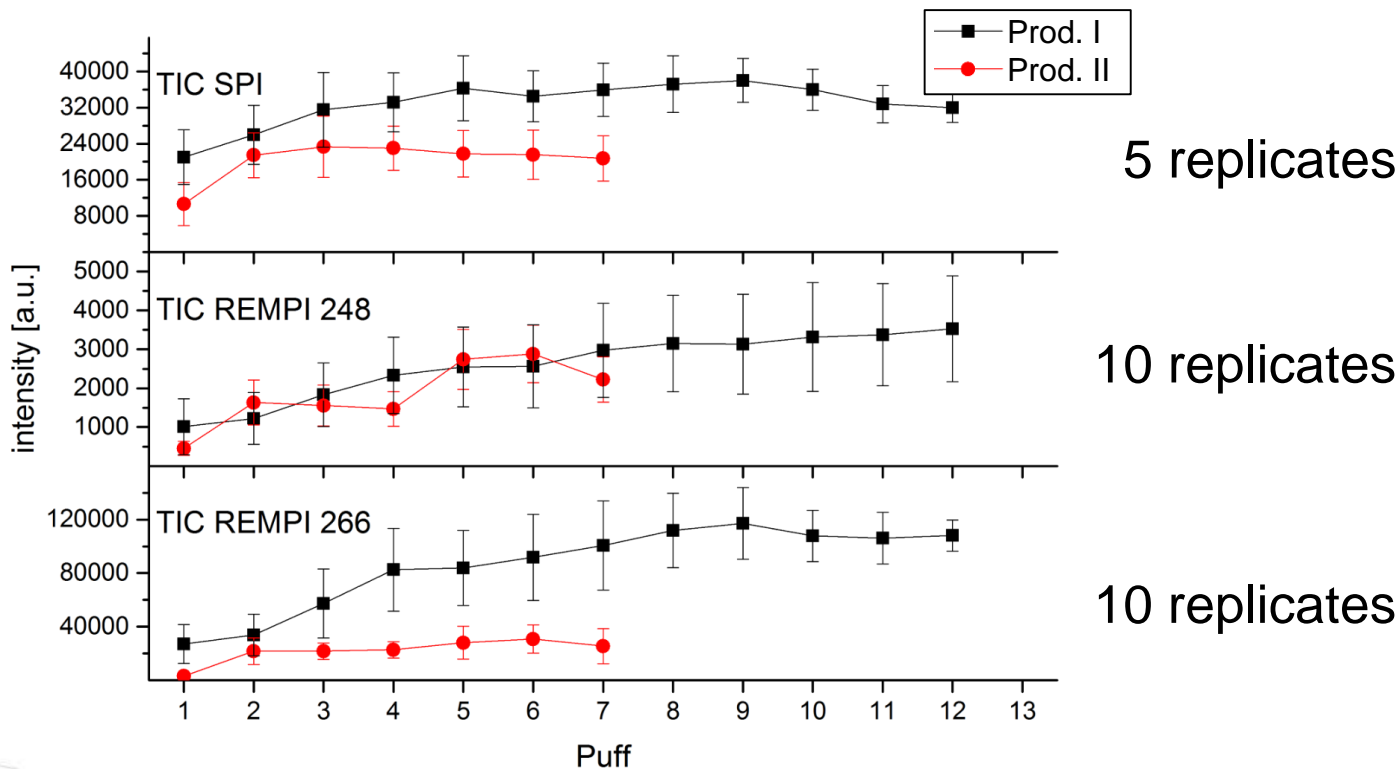 Prod. I
Prod. II
TIC SPI
40000
32000
24000
16000
8000
5 replicates
intensity [a.u.]
TIC REMPI 248
5000
4000
3000
2000
1000
10 replicates
TIC REMPI 266
120000
80000
40000
10 replicates
1 2 3 4 5 6 7 8 9 10 11 12 13
Puff